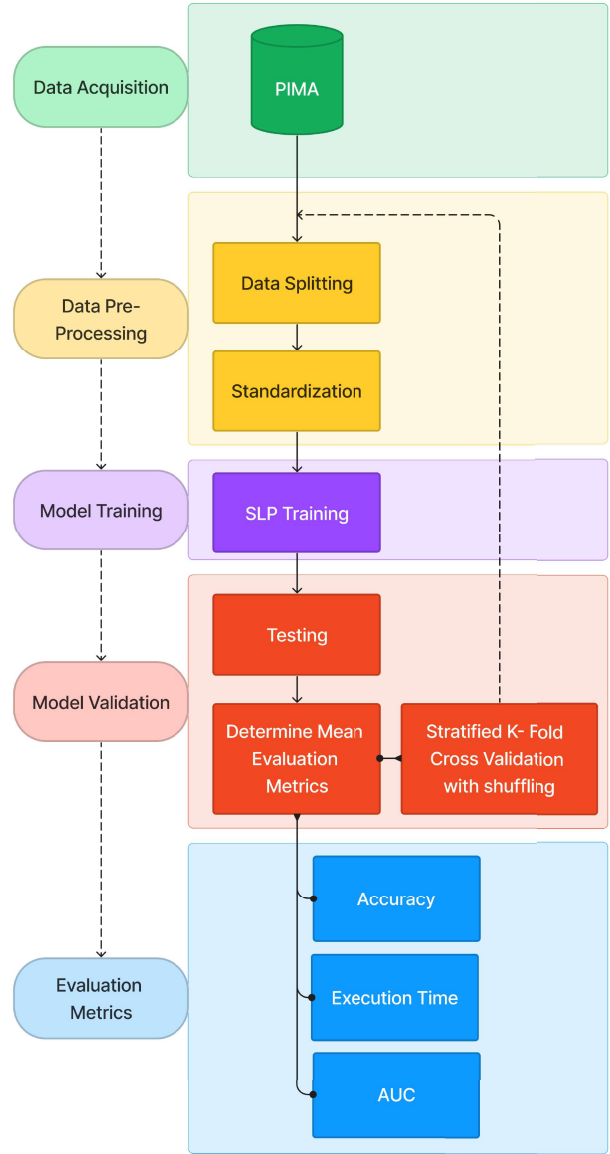 Data Acquisition
PIMA
Data Pre-
Processing
Data Splitting
Standardization
Model Training
SLP Training
Model Validation
Testing
Determine Mean
Evaluation
Metrics
Stratified K- Fold
Cross Validation
with shuffling
Evaluation
Metrics
Accuracy
Execution Time
AUC